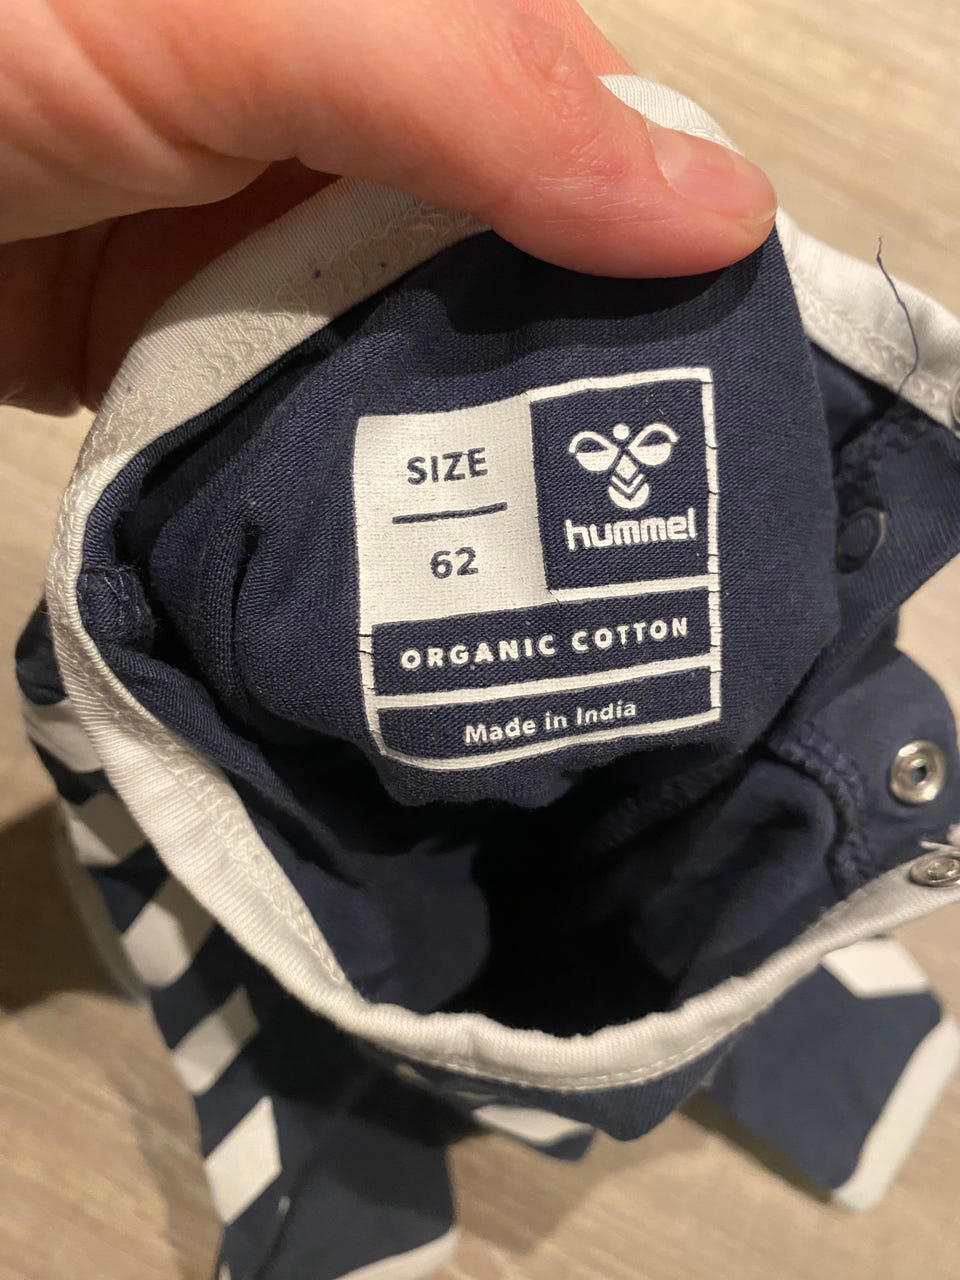 SIZE
62
hummel
ORGANIC COTTON
Made in India